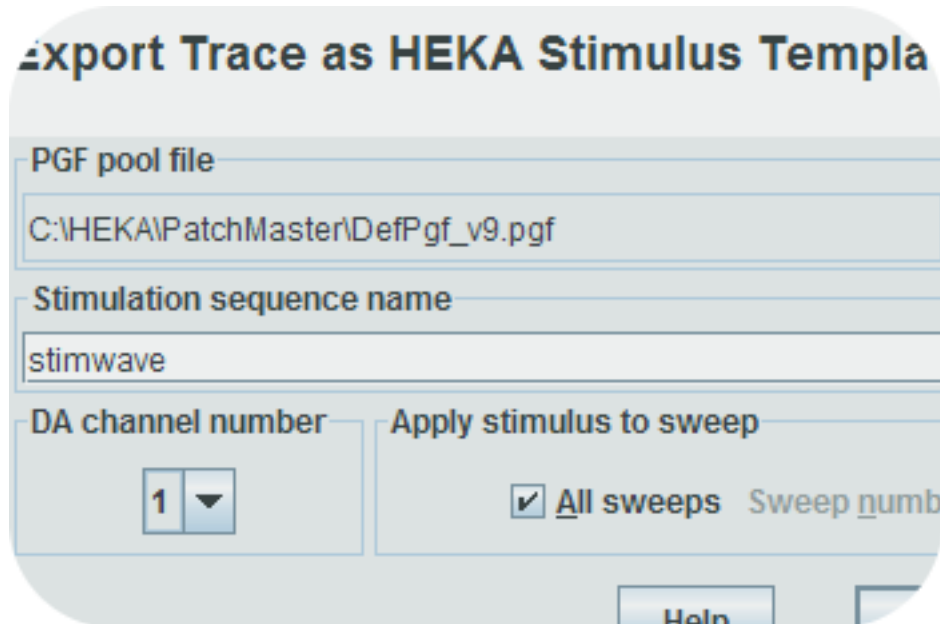 Export Trace as HEKA Stimulus Templa
PGF pool file
C:\HEKA\PatchMaster\DefPgf_v9.pgf
Stimulation sequence name
stimwave
DA channel number Apply stimulus to sweep
1 All sweeps Sweep numb
Help